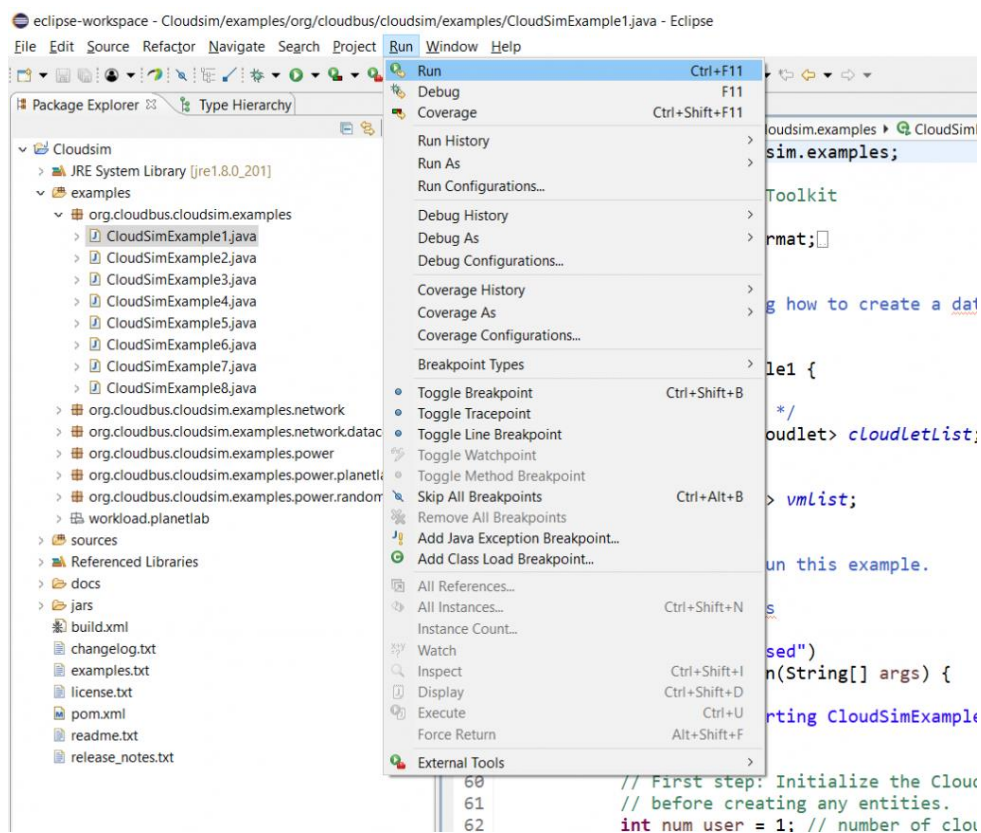 eclipse-workspace - Cloudsim/examples/org/cloudbus/cloudsim/examples/CloudSimExample1.java - Eclipse
File Edit Source Refactor Navigate Search Project Run Window Help
Package Explorer Type Hierarchy
Cloudsim
JRE System Library [jre1.8.0_201]
examples
org.cloudbus.cloudsim.examples
CloudSimExample1.java
CloudSimExample2.java
CloudSimExample3.java
CloudSimExample4.java
CloudSimExample5.java
CloudSimExample6.java
CloudSimExample7.java
CloudSimExample8.java
org.cloudbus.cloudsim.examples.network
org.cloudbus.cloudsim.examples.network.datac
org.cloudbus.cloudsim.examples.power
org.cloudbus.cloudsim.examples.power.planetla
org.cloudbus.cloudsim.examples.power.random
workload.planetlab
sources
Referenced Libraries
docs
jars
build.xml
changelog.txt
examples.txt
license.txt
pom.xml
readme.txt
release_notes.txt
Run Ctrl+F11
Debug F11
Coverage Ctrl+Shift+F11
Run History
Run As
Run Configurations...
Debug History
Debug As
Debug Configurations...
Coverage History
Coverage As
Coverage Configurations...
Breakpoint Types
Toggle Breakpoint Ctrl+Shift+B
Toggle Tracepoint
Toggle Line Breakpoint
Toggle Watchpoint
Toggle Method Breakpoint
Skip All Breakpoints Ctrl+Alt+B
Remove All Breakpoints
Add Java Exception Breakpoint...
Add Class Load Breakpoint...
All References...
All Instances... Ctrl+Shift+N
Instance Count...
Watch
Inspect Ctrl+Shift+I
Display Ctrl+Shift+D
Execute Ctrl+U
Force Return Alt+Shift+F
External Tools
loudsim.examples CloudSim
sim.examples;
Toolkit
rmat;
g how to create a dat
le1 {
*/
oudlet> cloudletList;
> vmList;
un this example.
s
sed")
n(String[] args) {
rting CloudSimExample
60 // First step: Initialize the Cloud
61 // before creating any entities.
62 int num_user = 1; // number of clou